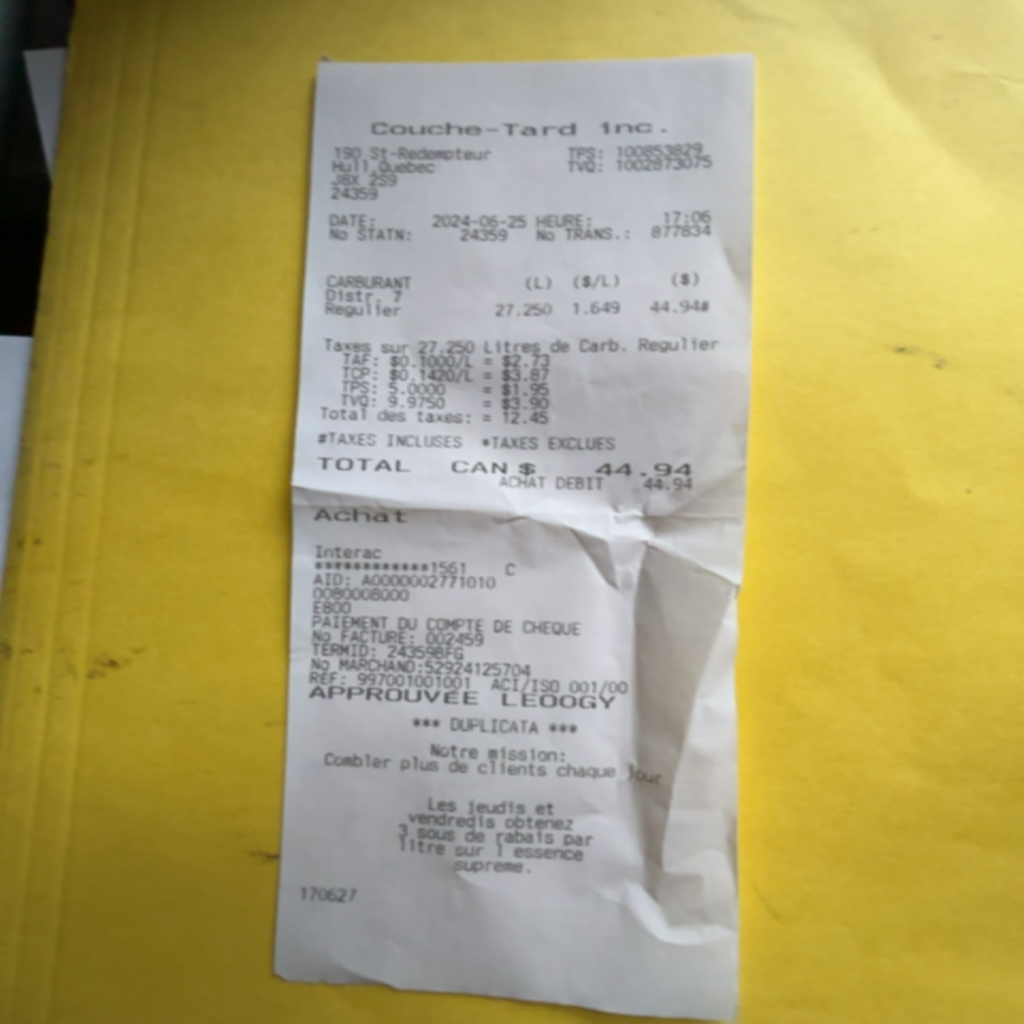 Couche-Tard inc.
190 St-Redempteur TPS: 100853829
Hull,Quebec TVQ: 1002873075
J8X 2S9
24359
DATE: 2024-06-25 HEURE: 17:06
No STATN: 24359 No TRANS.: 877834
CARBURANT (L) ($/L) ($)
Distr. 7
Regulier 27.250 1.649 44.94#
Taxes sur 27.250 Litres de Carb. Regulier
TAF: $0.1000/L = $2.73
TCP: $0.1420/L = $3.87
TPS: 5.0000 = $1.95
TVQ: 9.9750 = $3.90
Total des taxes: = 12.45
#TAXES INCLUSES *TAXES EXCLUES
TOTAL CAN $ 44.94
ACHAT DEBIT 44.94
Achat
Interac
************1561 C
AID: A0000002771010
0080008000
E800
PAIEMENT DU COMPTE DE CHEQUE
No FACTURE: 002459
TERMID: 243598FG
No MARCHAND:52924125704
REF: 997001001001 ACI/ISO 001/00
APPROUVÉE LEOOGY
*** DUPLICATA ***
Notre mission:
Combler plus de clients chaque jour
Les jeudis et
vendredis obtenez
3 sous de rabais par
litre sur l essence
supreme.
170627